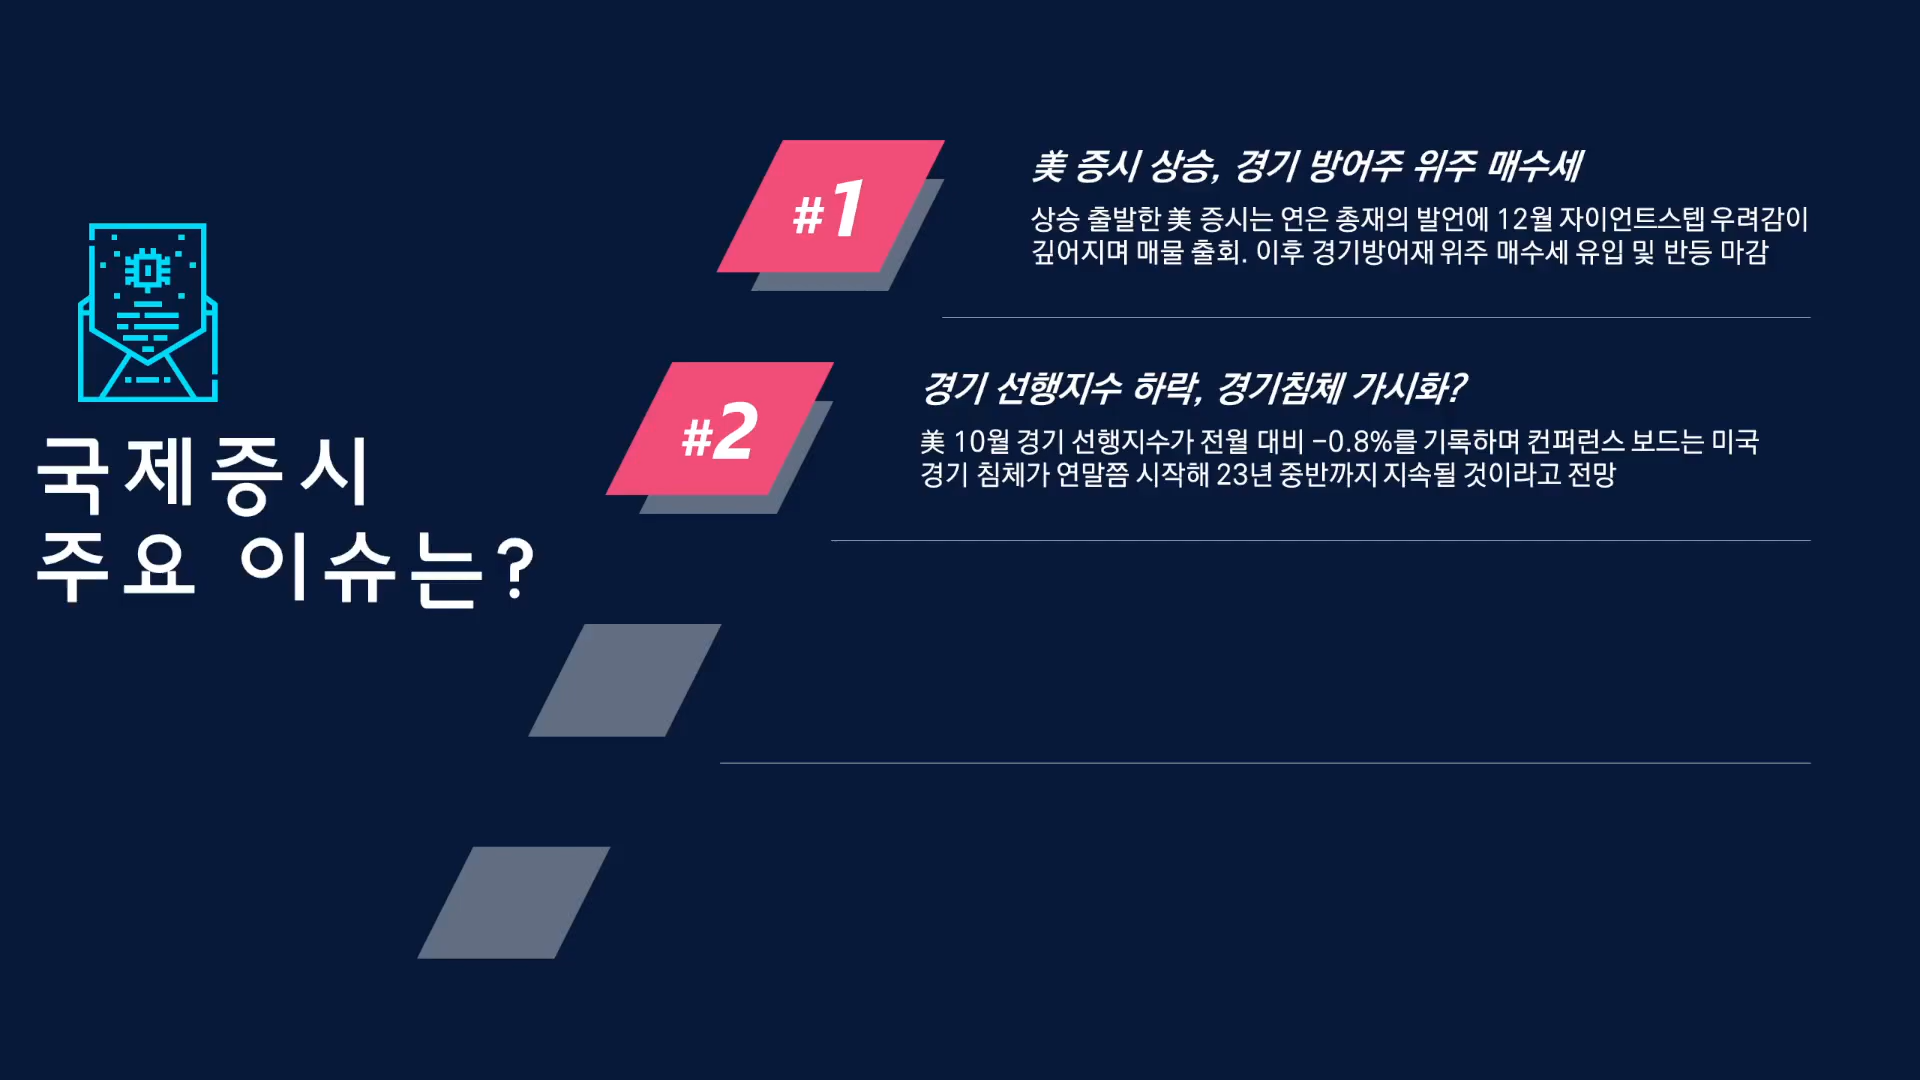 국제증시
주요 이슈는?
#1
美 증시 상승, 경기 방어주 위주 매수세
상승 출발한 美 증시는 연은 총재의 발언에 12월 자이언트스텝 우려감이
깊어지며 매물 출회. 이후 경기방어재 위주 매수세 유입 및 반등 마감
#2
경기 선행지수 하락, 경기침체 가시화?
美 10월 경기 선행지수가 전월 대비 -0.8%를 기록하며 컨퍼런스 보드는 미국
경기 침체가 연말쯤 시작해 23년 중반까지 지속될 것이라고 전망